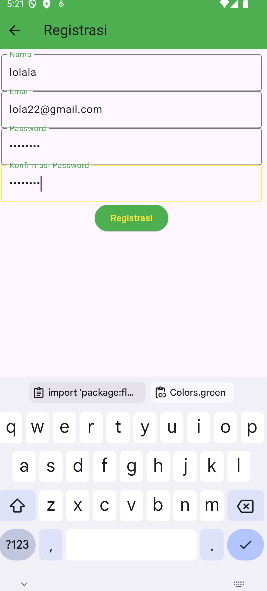 5:21
Registrasi
Nama
lolala
Email
lola22@gmail.com
Password
••••••••
Konfirmasi Password
••••••••
Registrasi
import 'package:fl... Colors.green
q w e r t y u i o p
a s d f g h j k l
z x c v b n m
?123 , .